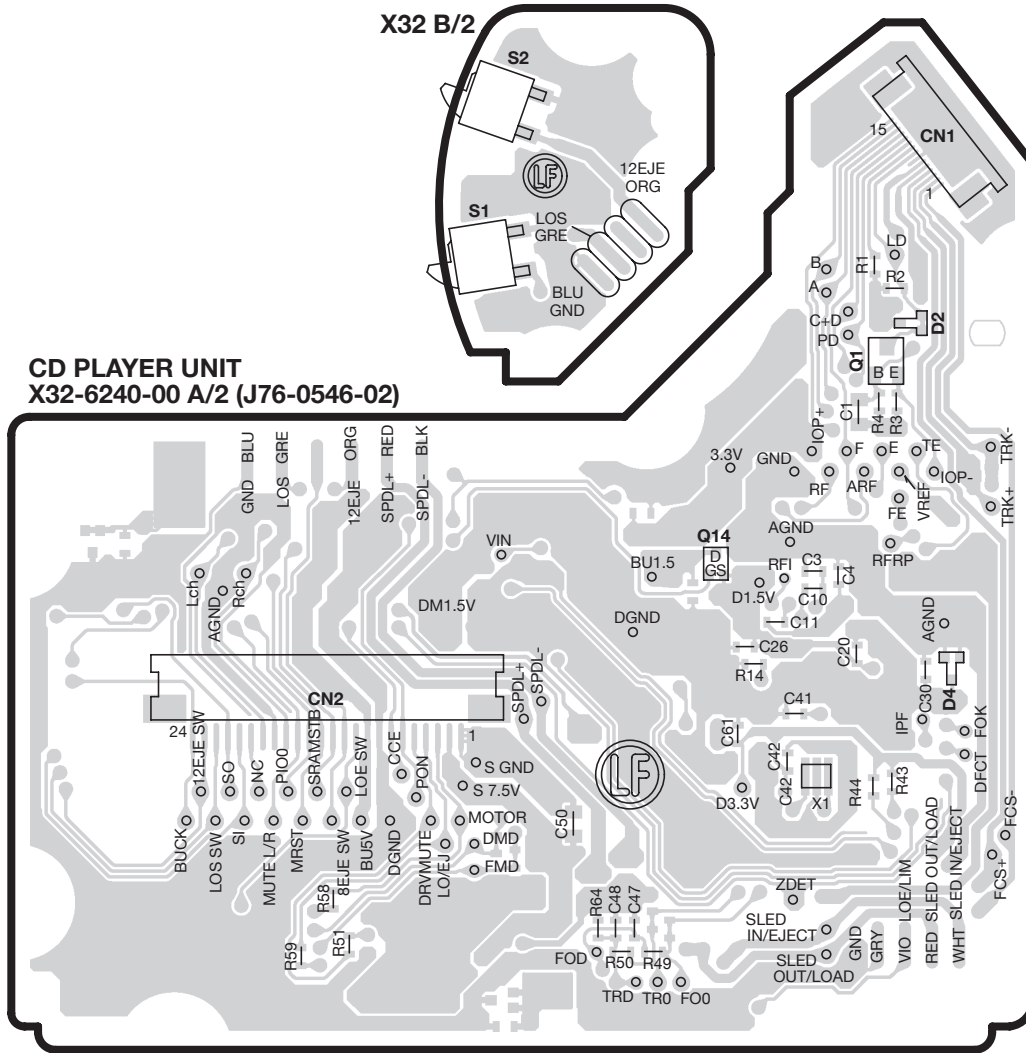 X32 B/2
S2
12EJE
ORG
S1
LOS
GRE
BLU
GND
LF
CN1
15
1
LD
B
A
R1
R2
C+D
PD
D2
Q1
B E
CD PLAYER UNIT
X32-6240-00 A/2 (J76-0546-02)
C1
R4
R3
GND BLU
LOS GRE
12EJE ORG
SPDL+ RED
SPDL- BLK
3.3V
GND
IOP+
F
E
TE
TRK-
RF
ARF
VREF
IOP-
FE
TRK+
VIN
Q14
D
GS
AGND
RFRP
BU1.5
RFI
C3
C4
D1.5V
C10
Lch
AGND
Rch
DM1.5V
DGND
C11
AGND
C26
R14
C20
CN2
SPDL+
SPDL-
C30
D4
C41
IPF
FOK
24
1
C61
DFCT
12EJE SW
SO
NC
PIO0
SRAMSTB
LOE SW
CCE
PON
S GND
S 7.5V
LF
C42
C42
X1
R44
R43
D3.3V
BUCK
LOS SW
SI
MUTE L/R
MRST
8EJE SW
BU5V
DGND
DRVMUTE
LO/EJ
MOTOR
DMD
FMD
C50
FCS-
FCS+
R58
R59
R51
R64
C48
C47
ZDET
SLED
IN/EJECT
SLED
OUT/LOAD
GND
GRY
VIO LOE/LIM
RED SLED OUT/LOAD
WHT SLED IN/EJECT
FOD
R50
R49
TRD
TR0
FO0